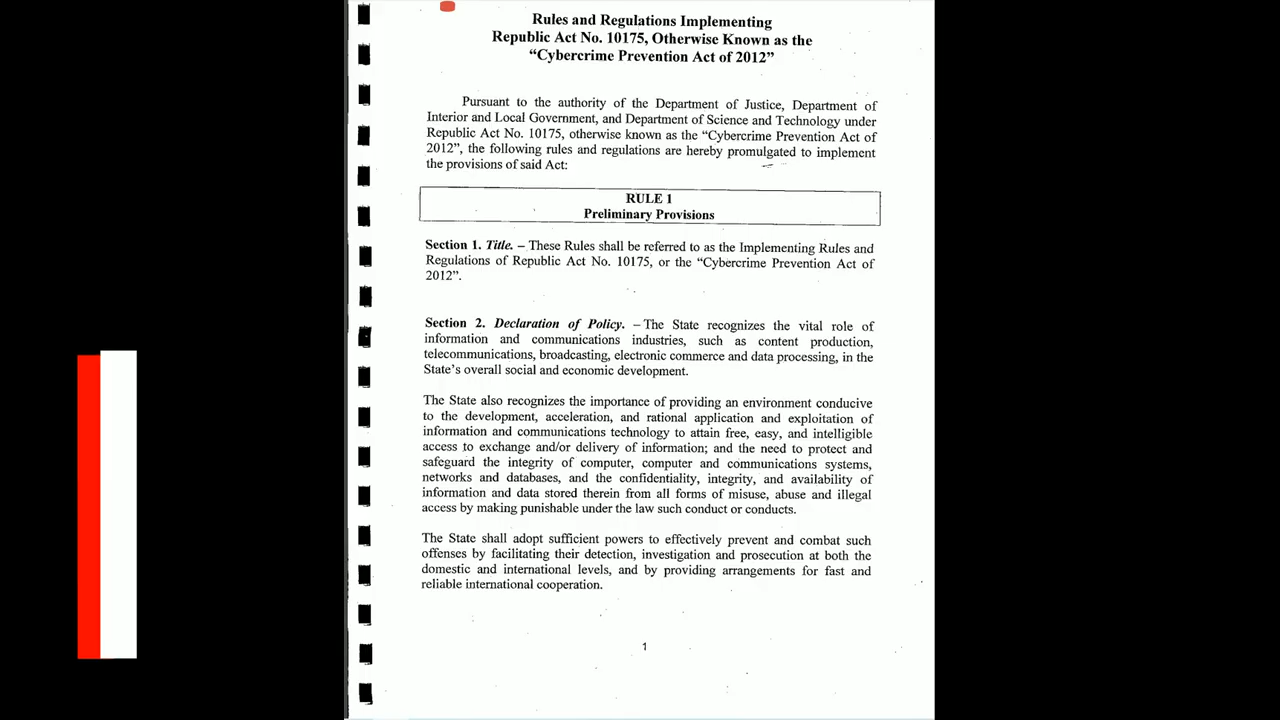 Rules and Regulations Implementing
Republic Act No. 10175, Otherwise Known as the
“Cybercrime Prevention Act of 2012”
Pursuant to the authority of the Department of Justice, Department of
Interior and Local Government, and Department of Science and Technology under
Republic Act No. 10175, otherwise known as the “Cybercrime Prevention Act of
2012”, the following rules and regulations are hereby promulgated to implement
the provisions of said Act:
RULE 1
Preliminary Provisions
Section 1. Title. – These Rules shall be referred to as the Implementing Rules and
Regulations of Republic Act No. 10175, or the “Cybercrime Prevention Act of
2012”.
Section 2. Declaration of Policy. – The State recognizes the vital role of
information and communications industries, such as content production,
telecommunications, broadcasting, electronic commerce and data processing, in the
State’s overall social and economic development.
The State also recognizes the importance of providing an environment conducive
to the development, acceleration, and rational application and exploitation of
information and communications technology to attain free, easy, and intelligible
access to exchange and/or delivery of information; and the need to protect and
safeguard the integrity of computer, computer and communications systems,
networks and databases, and the confidentiality, integrity, and availability of
information and data stored therein from all forms of misuse, abuse and illegal
access by making punishable under the law such conduct or conducts.
The State shall adopt sufficient powers to effectively prevent and combat such
offenses by facilitating their detection, investigation and prosecution at both the
domestic and international levels, and by providing arrangements for fast and
reliable international cooperation.
1